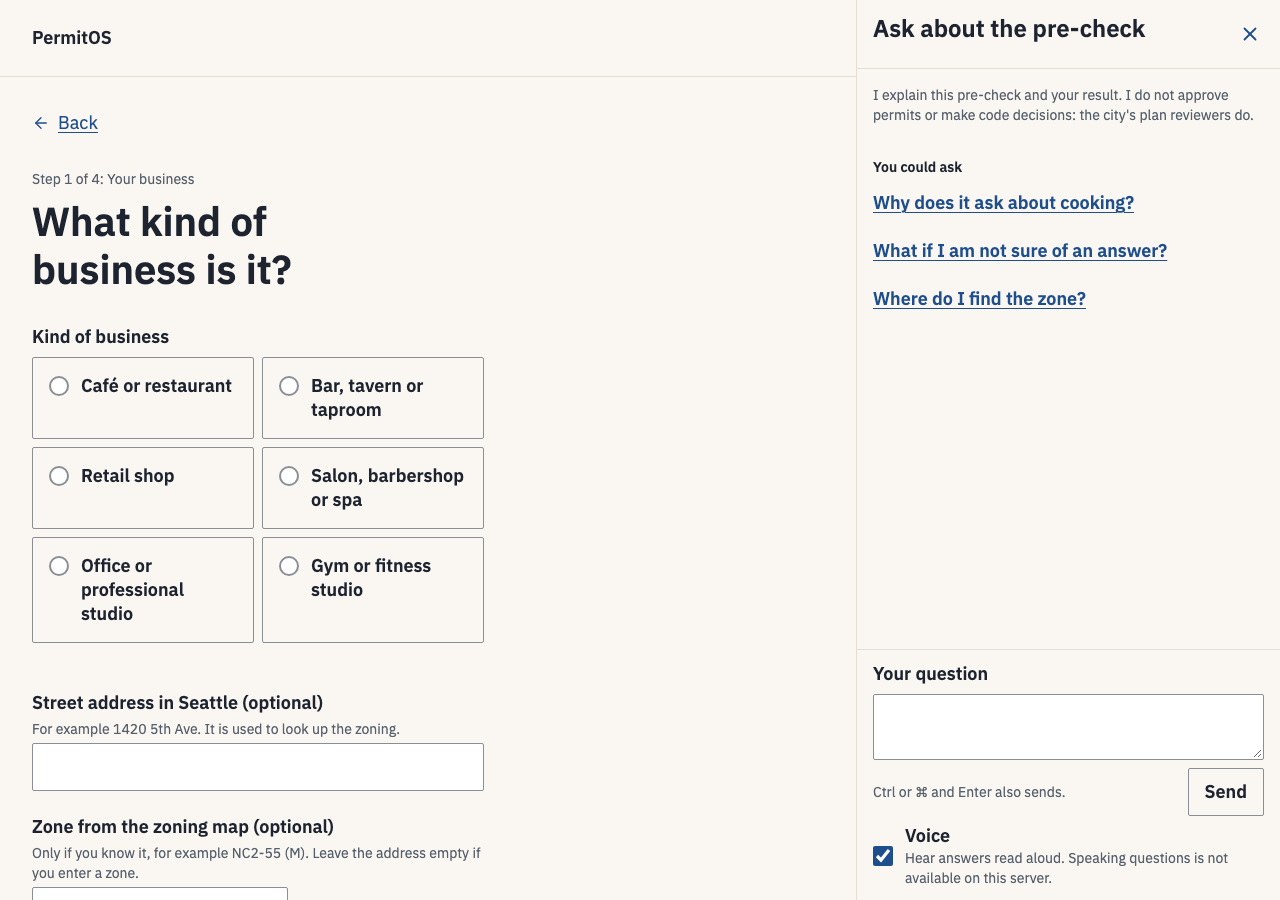 PermitOS
Back
Step 1 of 4: Your business
What kind of
business is it?
Kind of business
Café or restaurant
Bar, tavern or
taproom
Retail shop
Salon, barbershop
or spa
Office or
professional
studio
Gym or fitness
studio
Street address in Seattle (optional)
For example 1420 5th Ave. It is used to look up the zoning.
Zone from the zoning map (optional)
Only if you know it, for example NC2-55 (M). Leave the address empty if
you enter a zone.
Ask about the pre-check
I explain this pre-check and your result. I do not approve
permits or make code decisions: the city's plan reviewers do.
You could ask
Why does it ask about cooking?
What if I am not sure of an answer?
Where do I find the zone?
Your question
Ctrl or ⌘ and Enter also sends.
Send
Voice
Hear answers read aloud. Speaking questions is not
available on this server.